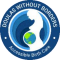 DOULAS WITHOUT BORDERS
Accessible Birth Care